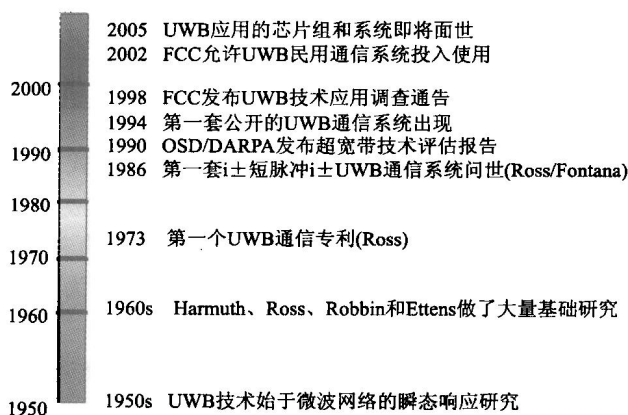 2005 UWB应用的芯片组和系统即将面世
2002 FCC允许UWB民用通信系统投入使用
2000
1998 FCC发布UWB技术应用调查通告
1994 第一套公开的UWB通信系统出现
1990 OSD/DARPA发布超宽带技术评估报告
1990
1986 第一套i±短脉冲i±UWB通信系统问世(Ross/Fontana)
1980
1973 第一个UWB通信专利(Ross)
1970
1960s Harmuth、Ross、Robbin和Ettens做了大量基础研究
1960
1950s UWB技术始于微波网络的瞬态响应研究
1950